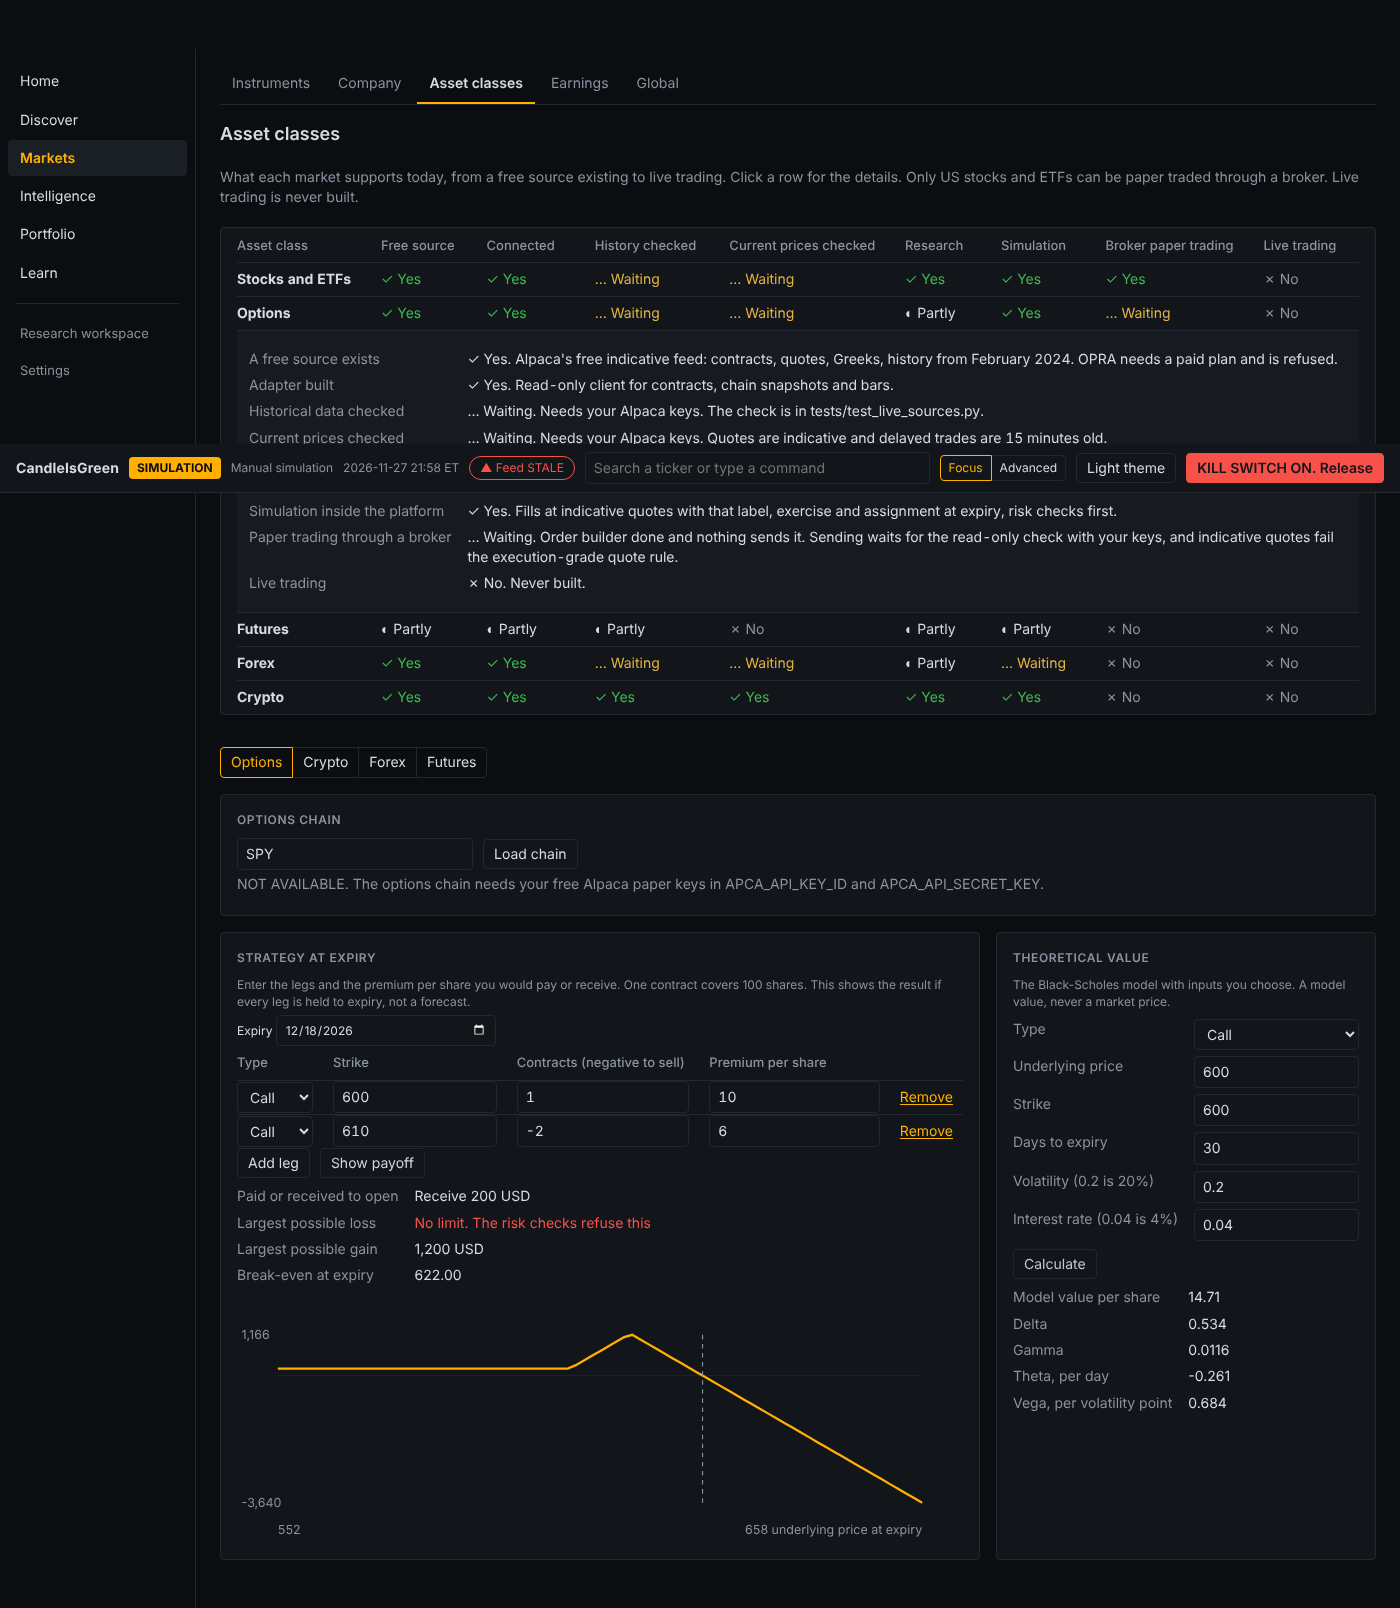 Home
Discover
Markets
Intelligence
Portfolio
Learn
Research workspace
Settings
Instruments Company Asset classes Earnings Global
Asset classes
What each market supports today, from a free source existing to live trading. Click a row for the details. Only US stocks and ETFs can be paper traded through a broker. Live
trading is never built.
Asset class Free source Connected History checked Current prices checked Research Simulation Broker paper trading Live trading
Stocks and ETFs ✓ Yes ✓ Yes ... Waiting ... Waiting ✓ Yes ✓ Yes ✓ Yes × No
Options ✓ Yes ✓ Yes ... Waiting ... Waiting ◖ Partly ✓ Yes ... Waiting × No
A free source exists ✓ Yes. Alpaca's free indicative feed: contracts, quotes, Greeks, history from February 2024. OPRA needs a paid plan and is refused.
Adapter built ✓ Yes. Read-only client for contracts, chain snapshots and bars.
Historical data checked ... Waiting. Needs your Alpaca keys. The check is in tests/test_live_sources.py.
Current prices checked ... Waiting. Needs your Alpaca keys. Quotes are indicative and delayed trades are 15 minutes old.
CandleIsGreen SIMULATION Manual simulation 2026-11-27 21:58 ET ▲ Feed STALE Search a ticker or type a command Focus Advanced Light theme KILL SWITCH ON. Release
Simulation inside the platform ✓ Yes. Fills at indicative quotes with that label, exercise and assignment at expiry, risk checks first.
Paper trading through a broker ... Waiting. Order builder done and nothing sends it. Sending waits for the read-only check with your keys, and indicative quotes fail
the execution-grade quote rule.
Live trading × No. Never built.
Futures ◖ Partly ◖ Partly ◖ Partly × No ◖ Partly ◖ Partly × No × No
Forex ✓ Yes ✓ Yes ... Waiting ... Waiting ◖ Partly ... Waiting × No × No
Crypto ✓ Yes ✓ Yes ✓ Yes ✓ Yes ✓ Yes ✓ Yes × No × No
Options Crypto Forex Futures
OPTIONS CHAIN
SPY Load chain
NOT AVAILABLE. The options chain needs your free Alpaca paper keys in APCA_API_KEY_ID and APCA_API_SECRET_KEY.
STRATEGY AT EXPIRY
Enter the legs and the premium per share you would pay or receive. One contract covers 100 shares. This shows the result if
every leg is held to expiry, not a forecast.
Expiry 12/18/2026
Type Strike Contracts (negative to sell) Premium per share
Call 600 1 10 Remove
Call 610 -2 6 Remove
Add leg Show payoff
Paid or received to open Receive 200 USD
Largest possible loss No limit. The risk checks refuse this
Largest possible gain 1,200 USD
Break-even at expiry 622.00
1,166
-3,640
552 658 underlying price at expiry
THEORETICAL VALUE
The Black-Scholes model with inputs you choose. A model
value, never a market price.
Type Call
Underlying price 600
Strike 600
Days to expiry 30
Volatility (0.2 is 20%) 0.2
Interest rate (0.04 is 4%) 0.04
Calculate
Model value per share 14.71
Delta 0.534
Gamma 0.0116
Theta, per day -0.261
Vega, per volatility point 0.684